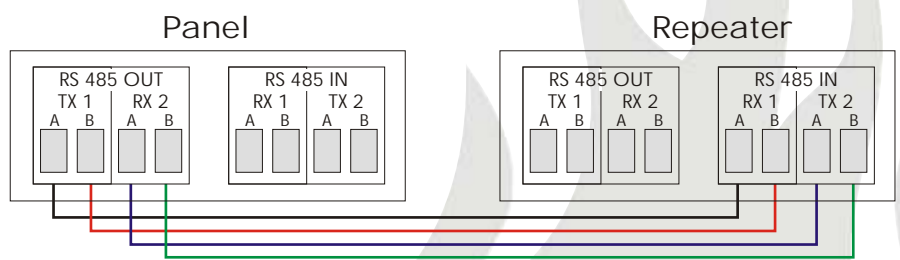 Panel Repeater
RS 485 OUT RS 485 IN RS 485 OUT RS 485 IN
TX 1 RX 2 RX 1 TX 2 TX 1 RX 2 RX 1 TX 2
A B A B A B A B A B A B A B A B